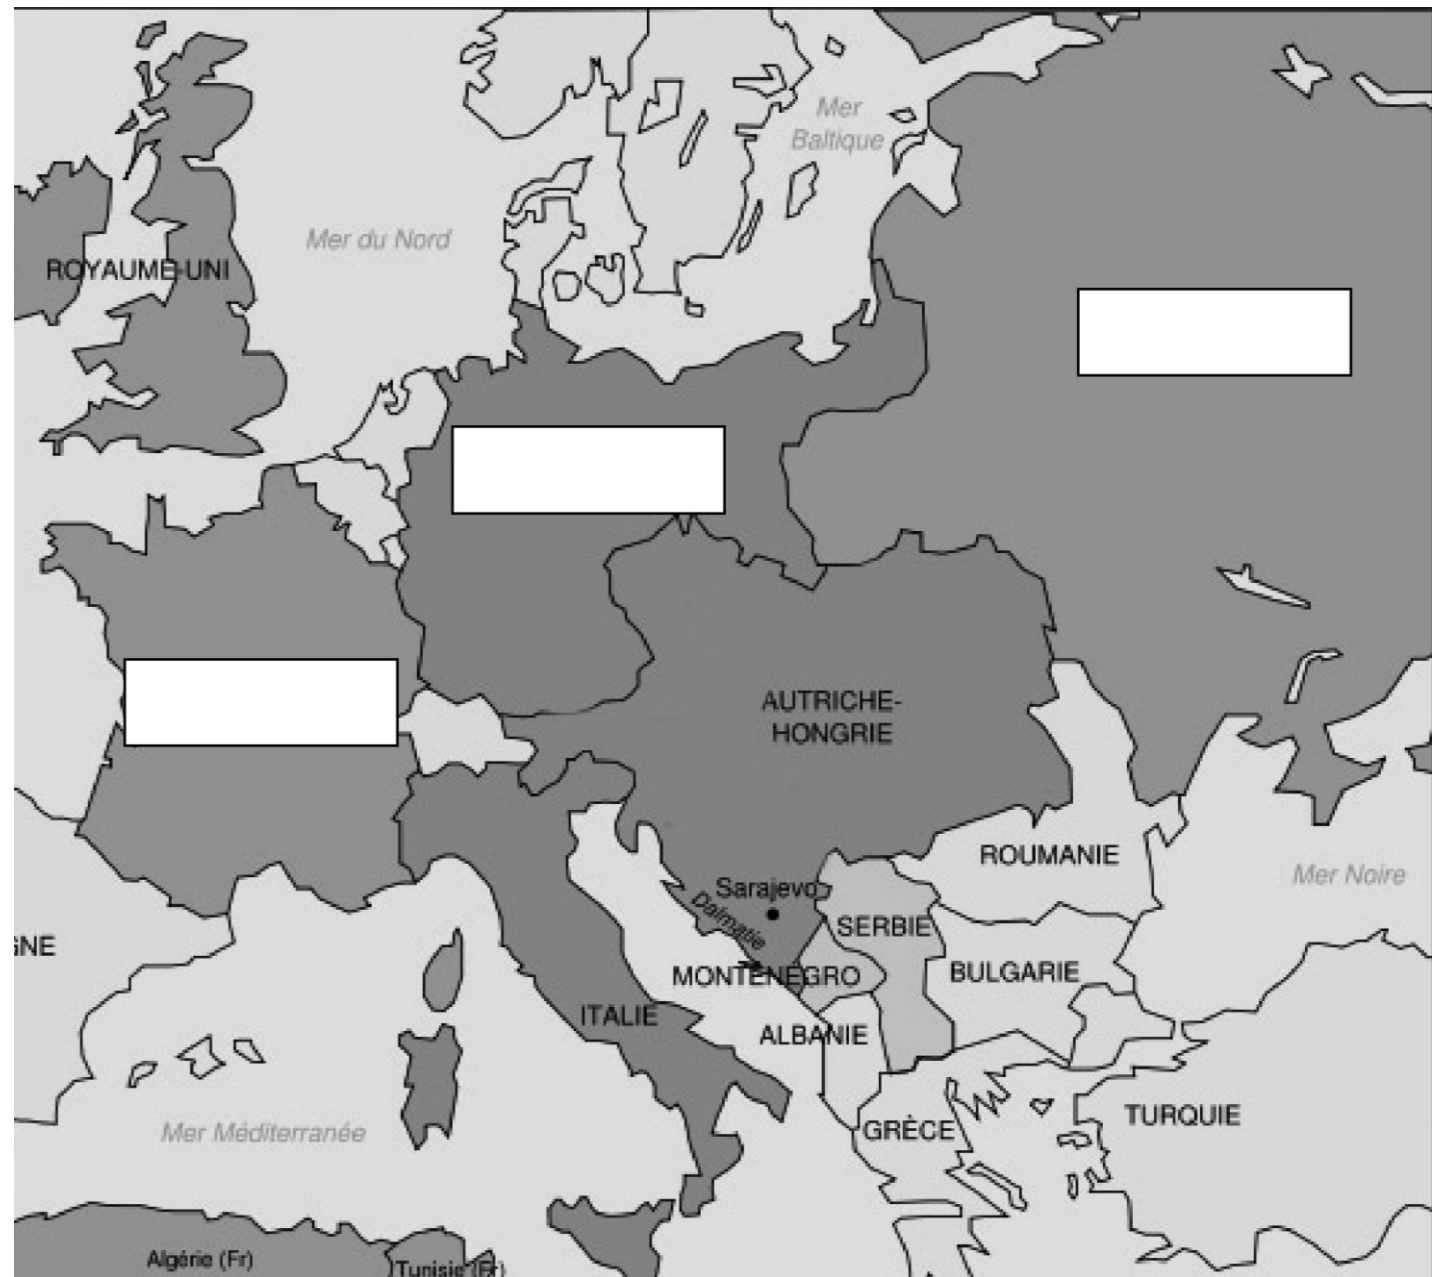 Mer
Baltique
Mer du Nord
ROYAUME-UNI
AUTRICHE-
HONGRIE
ROUMANIE
Mer Noire
Sarajevo
Dalmatie
SERBIE
GNE
BULGARIE
MONTENÉGRO
ITALIE
ALBANIE
TURQUIE
GRÈCE
Mer Méditerranée
Algérie (Fr)
Tunisie (Fr)